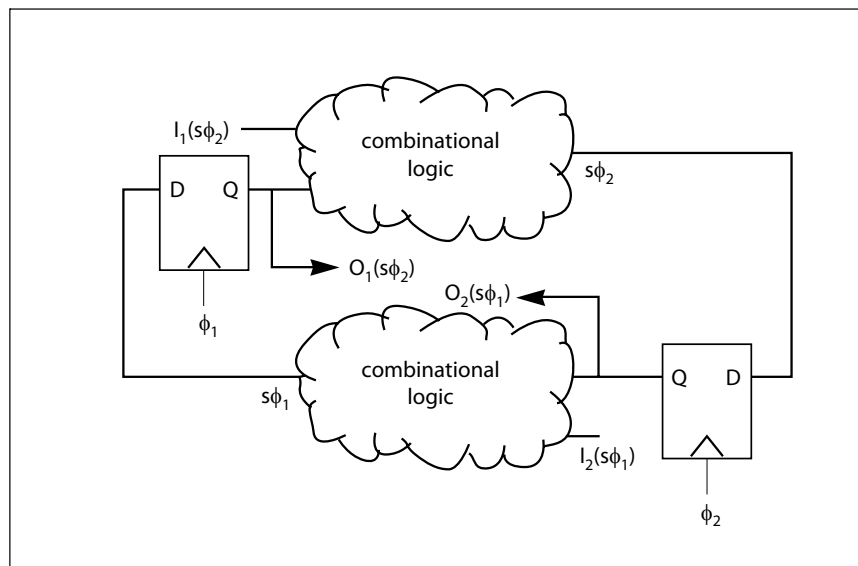 I₁(sϕ₂)
combinational
logic
sϕ₂
D Q
O₁(sϕ₂)
ϕ₁
O₂(sϕ₁)
combinational
logic
Q D
sϕ₁
I₂(sϕ₁)
ϕ₂